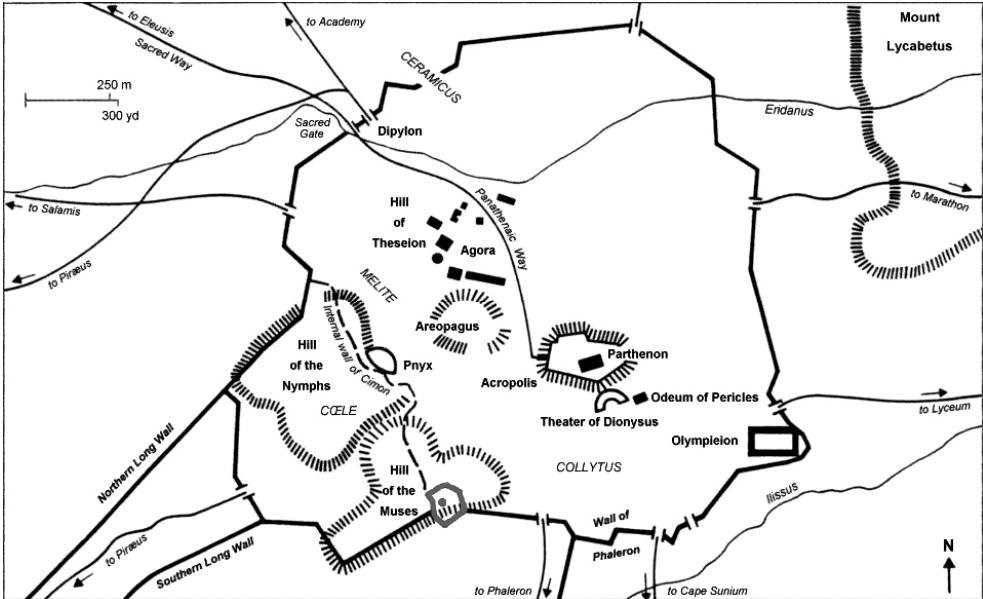 to Eleusis
Sacred Way
to Academy
Mount
Lycabetus
CERAMICUS
250 m
300 yd
Sacred
Gate
Dipylon
Eridanus
to Salamis
to Marathon
Panathenaic Way
Hill
of
Theseion
Agora
to Piræus
MELITE
Areopagus
Internal wall of Cimon
Hill
of the
Nymphs
Pnyx
Parthenon
Acropolis
Odeum of Pericles
Theater of Dionysus
to Lyceum
CŒLE
Olympieion
COLLYTUS
Northern Long Wall
Hill
of the
Muses
Ilissus
Wall of
Phaleron
to Piræus
Southern Long Wall
to Phaleron
to Cape Sunium
N